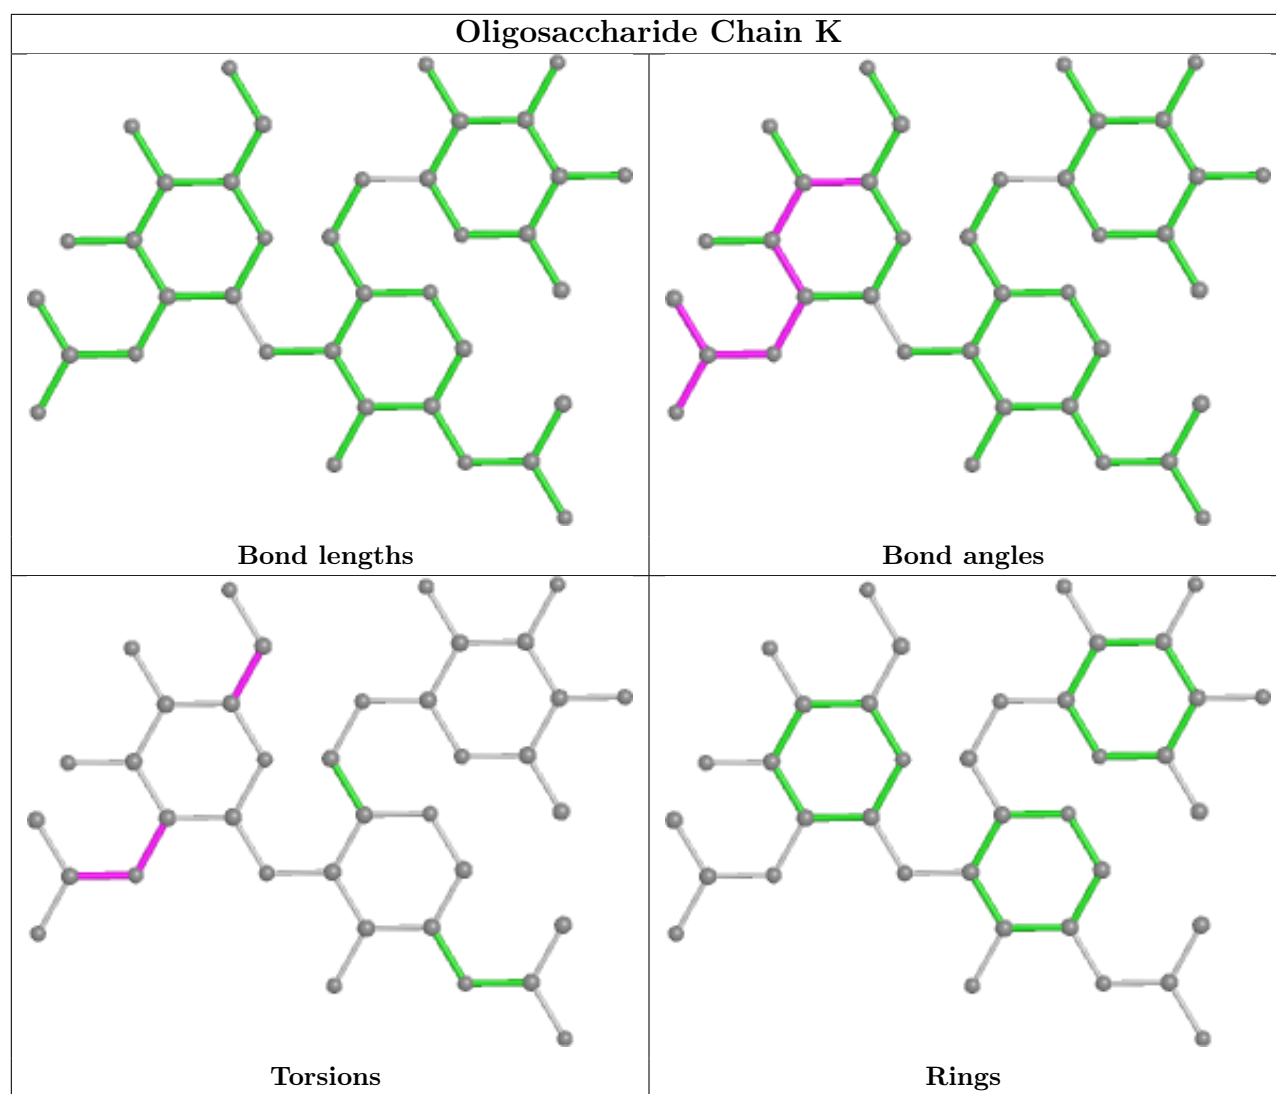 Oligosaccharide Chain K
Bond lengths
Bond angles
Torsions
Rings